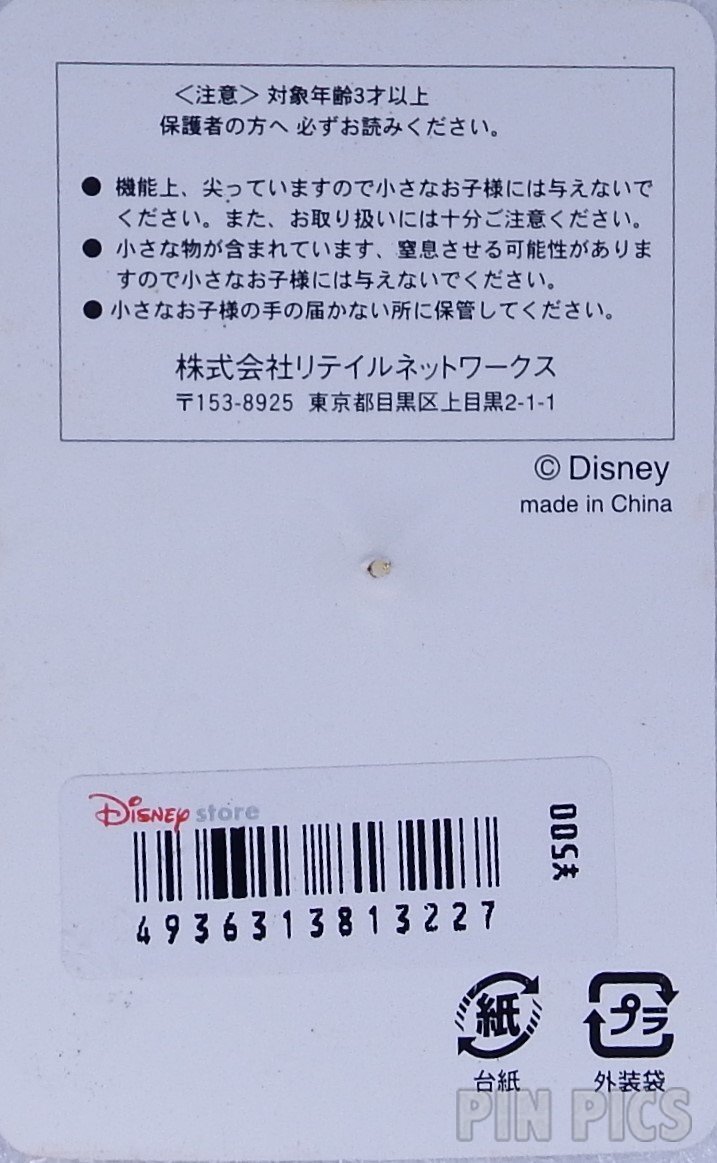 ＜注意＞対象年齢3才以上
保護者の方へ 必ずお読みください。
● 機能上、尖っていますので小さなお子様には与えないで
ください。また、お取り扱いには十分ご注意ください。
● 小さな物が含まれています、窒息させる可能性がありま
すので小さなお子様には与えないでください。
● 小さなお子様の手の届かない所に保管してください。
株式会社リテイルネットワークス
〒153-8925 東京都目黒区上目黒2-1-1
© Disney
made in China
Disney store
4936313813227
紙
台紙
プラ
外装袋
PIN PICS